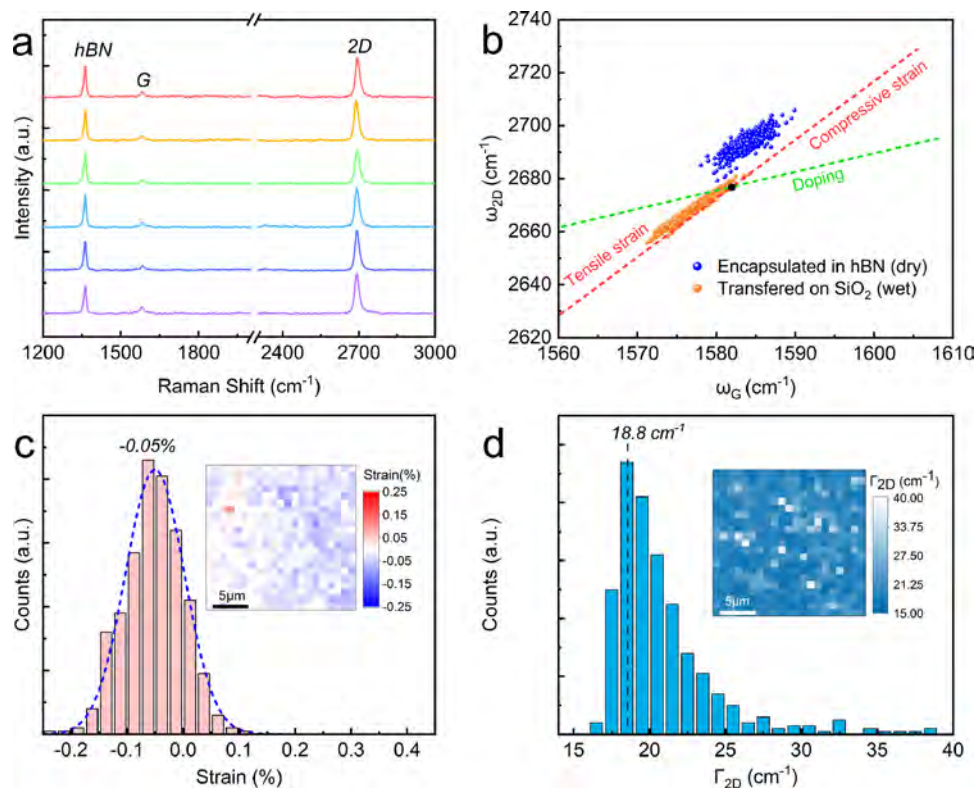 a
hBN
G
2D
Intensity (a.u.)
1200 1500 1800 2400 2700 3000
Raman Shift (cm⁻¹)
b
2740
2720
2700
2680
2660
2640
2620
ω2D (cm⁻¹)
Compressive strain
Doping
Tensile strain
Encapsulated in hBN (dry)
Transfered on SiO₂ (wet)
1560 1570 1580 1590 1600 1610
ωG (cm⁻¹)
c
-0.05%
Counts (a.u.)
Strain(%)
0.25
0.15
0.05
-0.05
-0.15
-0.25
5μm
-0.2 -0.1 0.0 0.1 0.2 0.3 0.4
Strain (%)
d
18.8 cm⁻¹
Counts (a.u.)
Γ2D (cm⁻¹)
40.00
33.75
27.50
21.25
15.00
5μm
15 20 25 30 35 40
Γ2D (cm⁻¹)